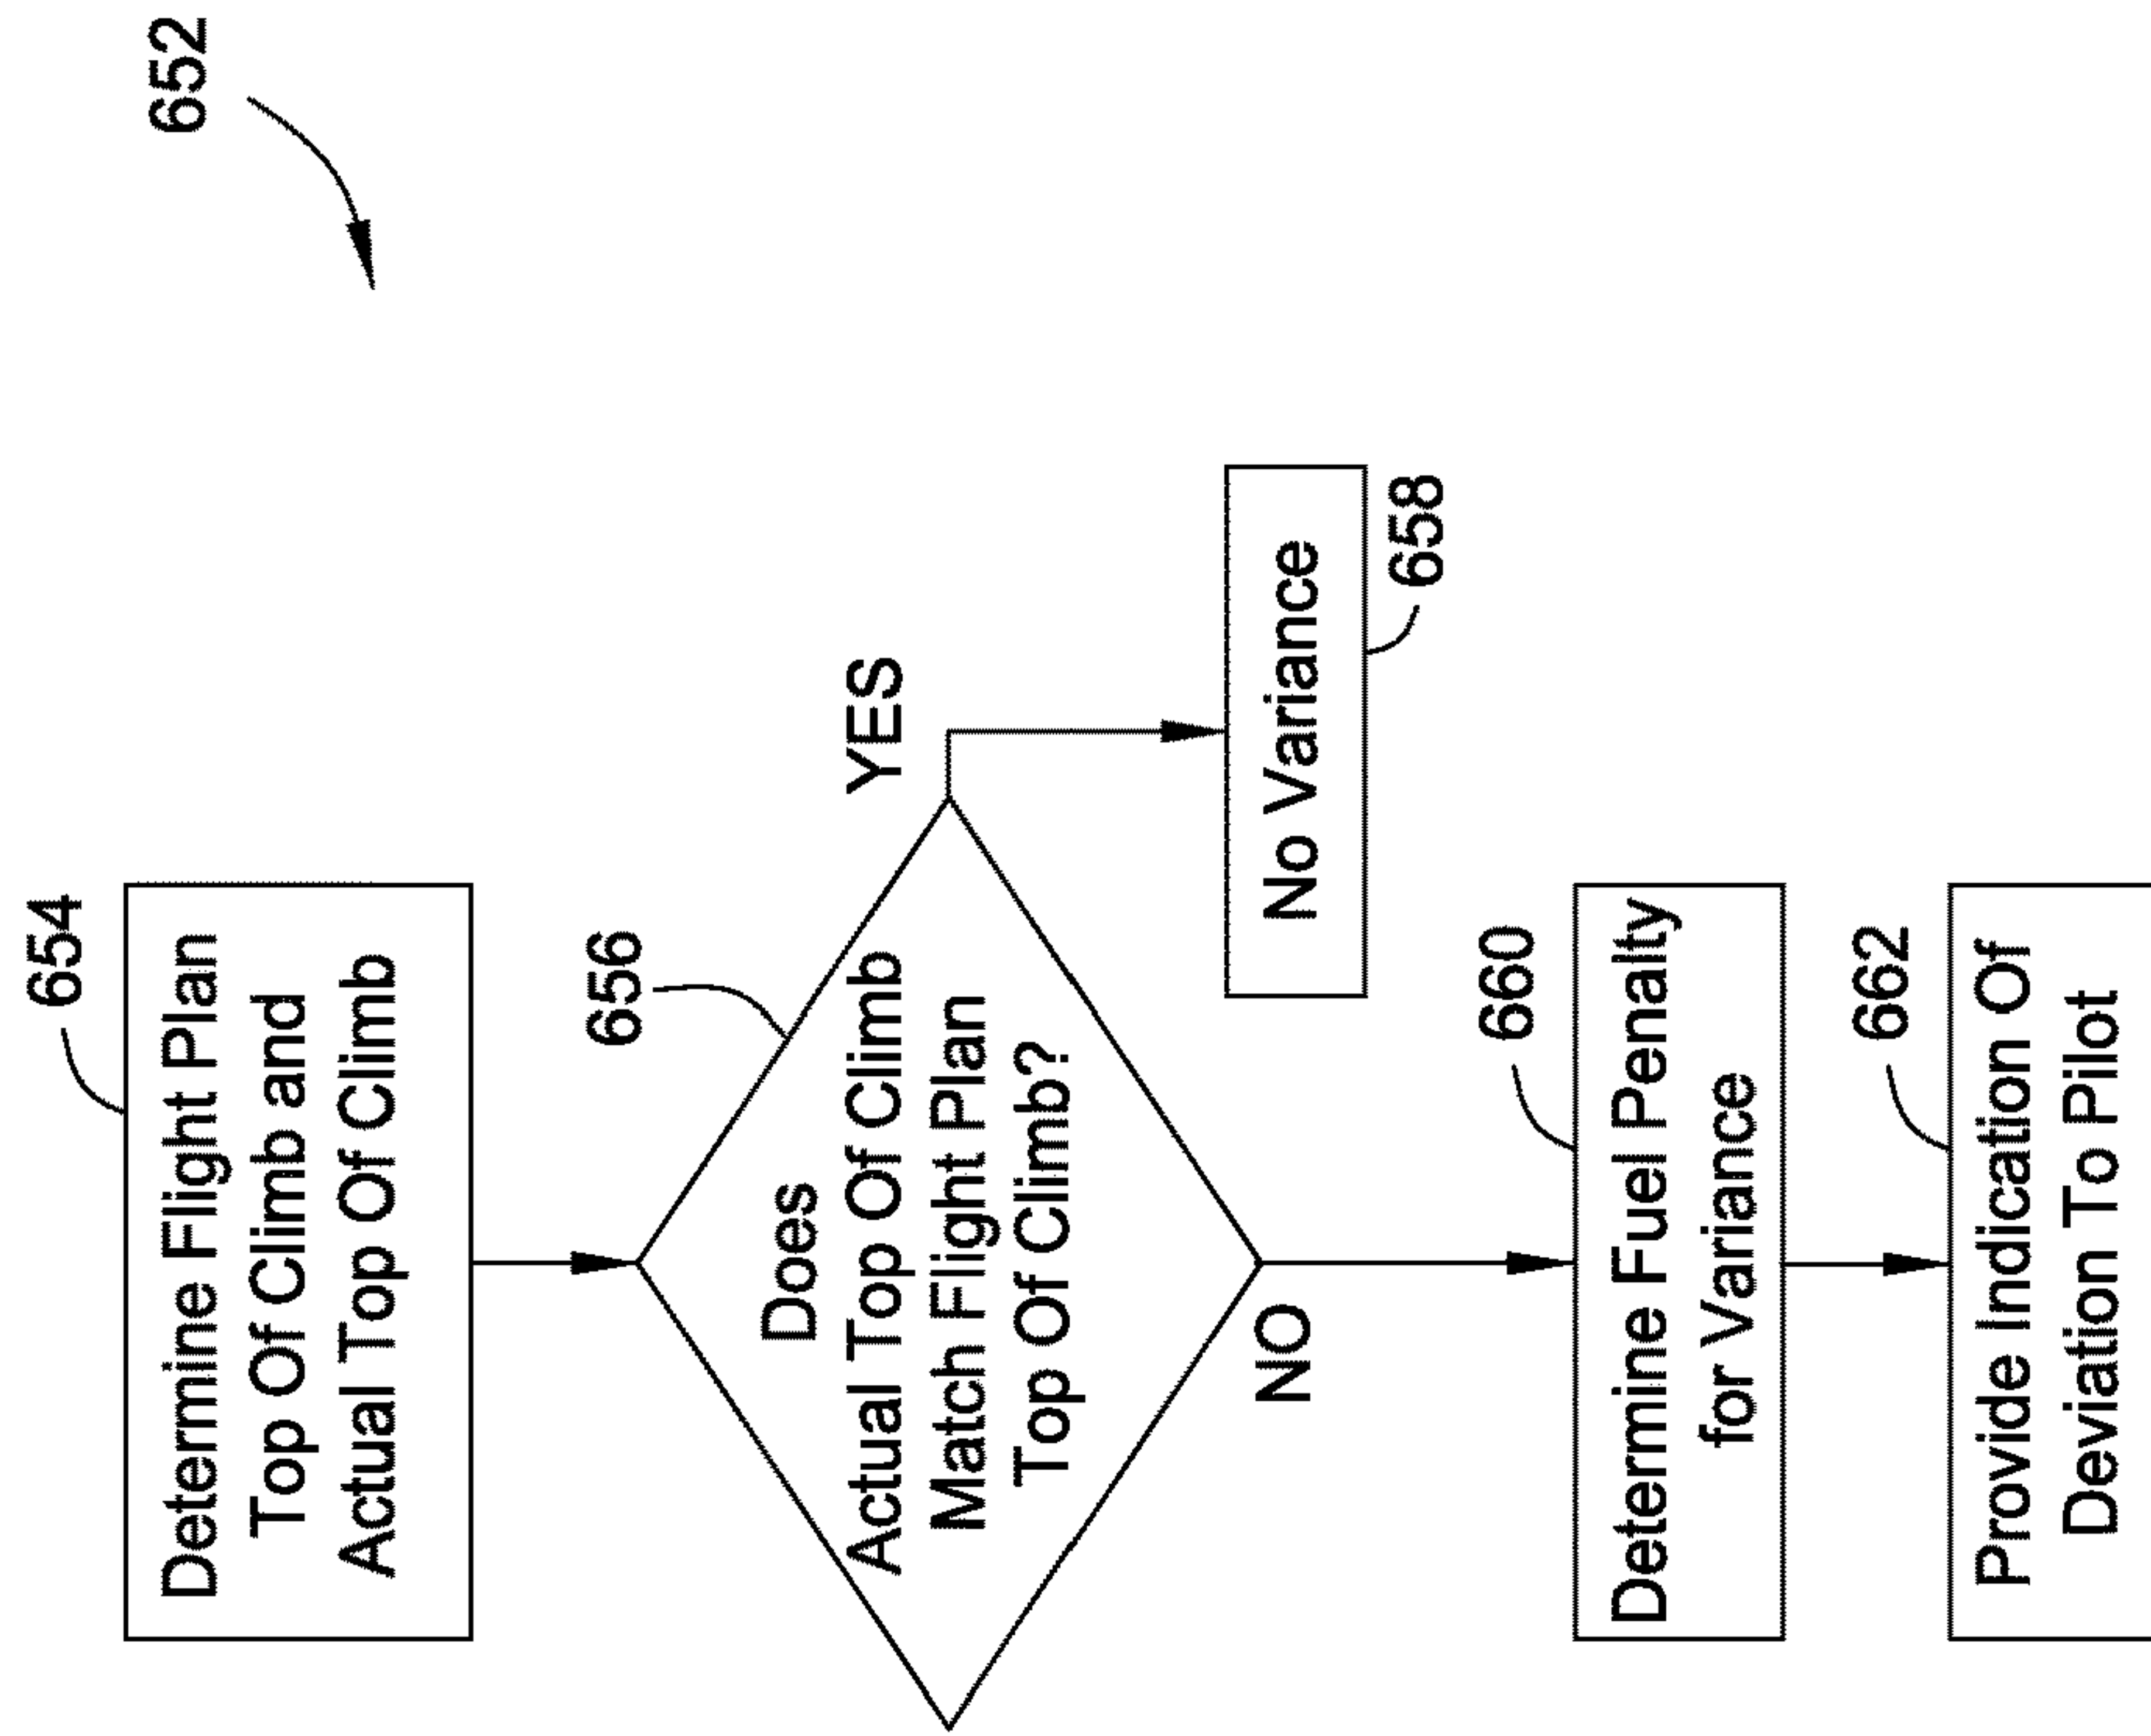 652
654
Determine Flight Plan
Top Of Climb and
Actual Top Of Climb
656
Does
Actual Top Of Climb
Match Flight Plan
Top Of Climb?
YES
NO
No Variance
658
660
Determine Fuel Penalty
for Variance
662
Provide Indication Of
Deviation To Pilot